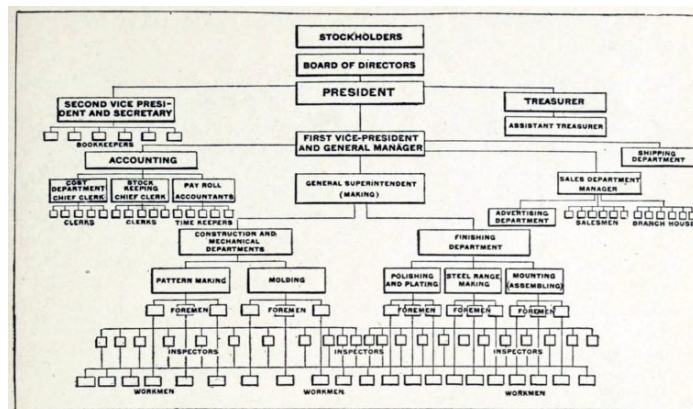 STOCKHOLDERS
BOARD OF DIRECTORS
PRESIDENT
SECOND VICE PRESI-
DENT AND SECRETARY
TREASURER
BOOKKEEPERS
ASSISTANT TREASURER
FIRST VICE-PRESIDENT
AND GENERAL MANAGER
ACCOUNTING
SHIPPING
DEPARTMENT
COST
DEPARTMENT
CHIEF CLERK
STOCK
KEEPING
CHIEF CLERK
PAY ROLL
ACCOUNTANTS
GENERAL SUPERINTENDENT
(MAKING)
SALES DEPARTMENT
MANAGER
CLERKS
CLERKS
TIME KEEPERS
ADVERTISING
DEPARTMENT
SALESMEN
BRANCH HOUSE
CONSTRUCTION AND
MECHANICAL
DEPARTMENTS
FINISHING
DEPARTMENT
PATTERN MAKING
MOLDING
POLISHING
AND PLATING
STEEL RANGE
MAKING
MOUNTING
(ASSEMBLING)
FOREMEN
FOREMEN
FOREMEN
FOREMEN
FOREMEN
INSPECTORS
INSPECTORS
INSPECTORS
WORKMEN
WORKMEN
WORKMEN